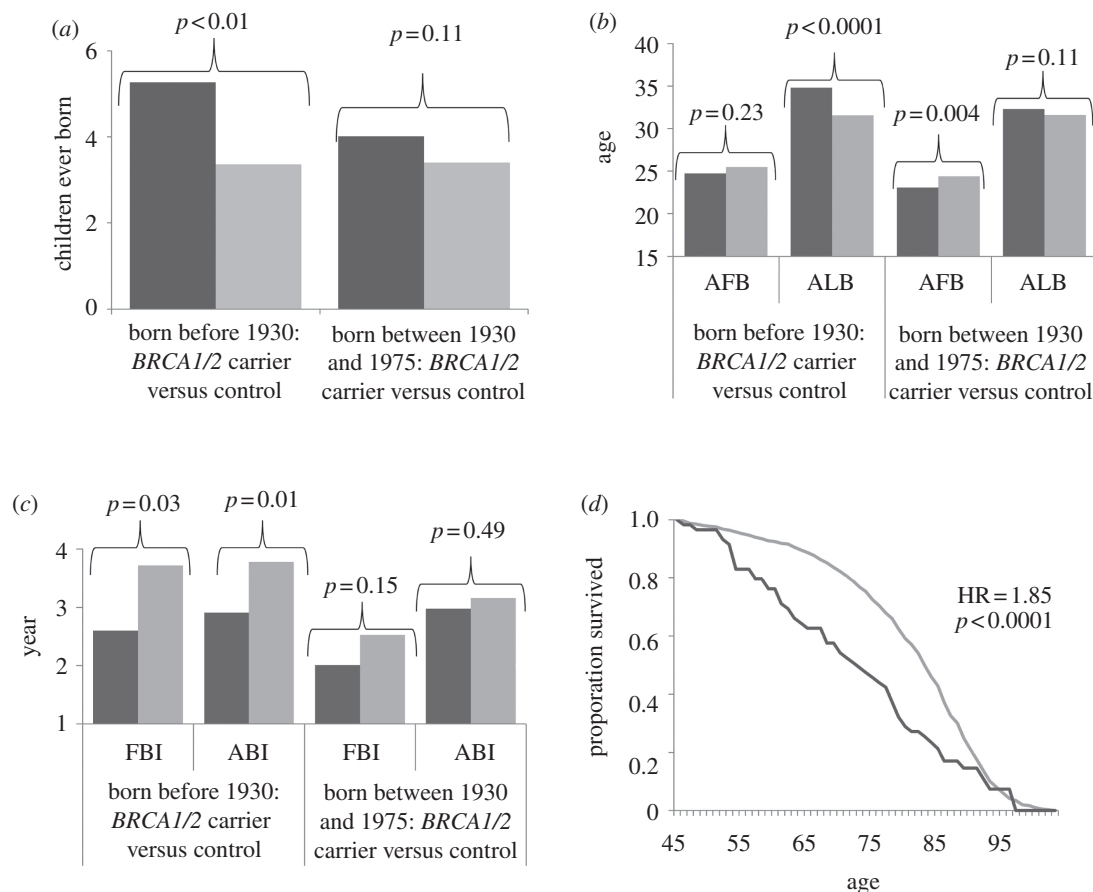 (a)
p<0.01
p=0.11
6
4
2
0
children ever born
born before 1930:
BRCA1/2 carrier
versus control
born between 1930
and 1975: BRCA1/2
carrier versus control
(b)
p<0.0001
p=0.11
p=0.23
p=0.004
40
35
30
25
20
15
age
AFB
ALB
AFB
ALB
born before 1930:
BRCA1/2 carrier
versus control
born between 1930
and 1975: BRCA1/2
carrier versus control
(c)
p=0.03
p=0.01
p=0.15
p=0.49
4
3
2
1
year
FBI
ABI
FBI
ABI
born before 1930:
BRCA1/2 carrier
versus control
born between 1930
and 1975: BRCA1/2
carrier versus control
(d)
1.0
0.8
0.6
0.4
0.2
0
proporation survived
HR=1.85
p<0.0001
45 55 65 75 85 95
age